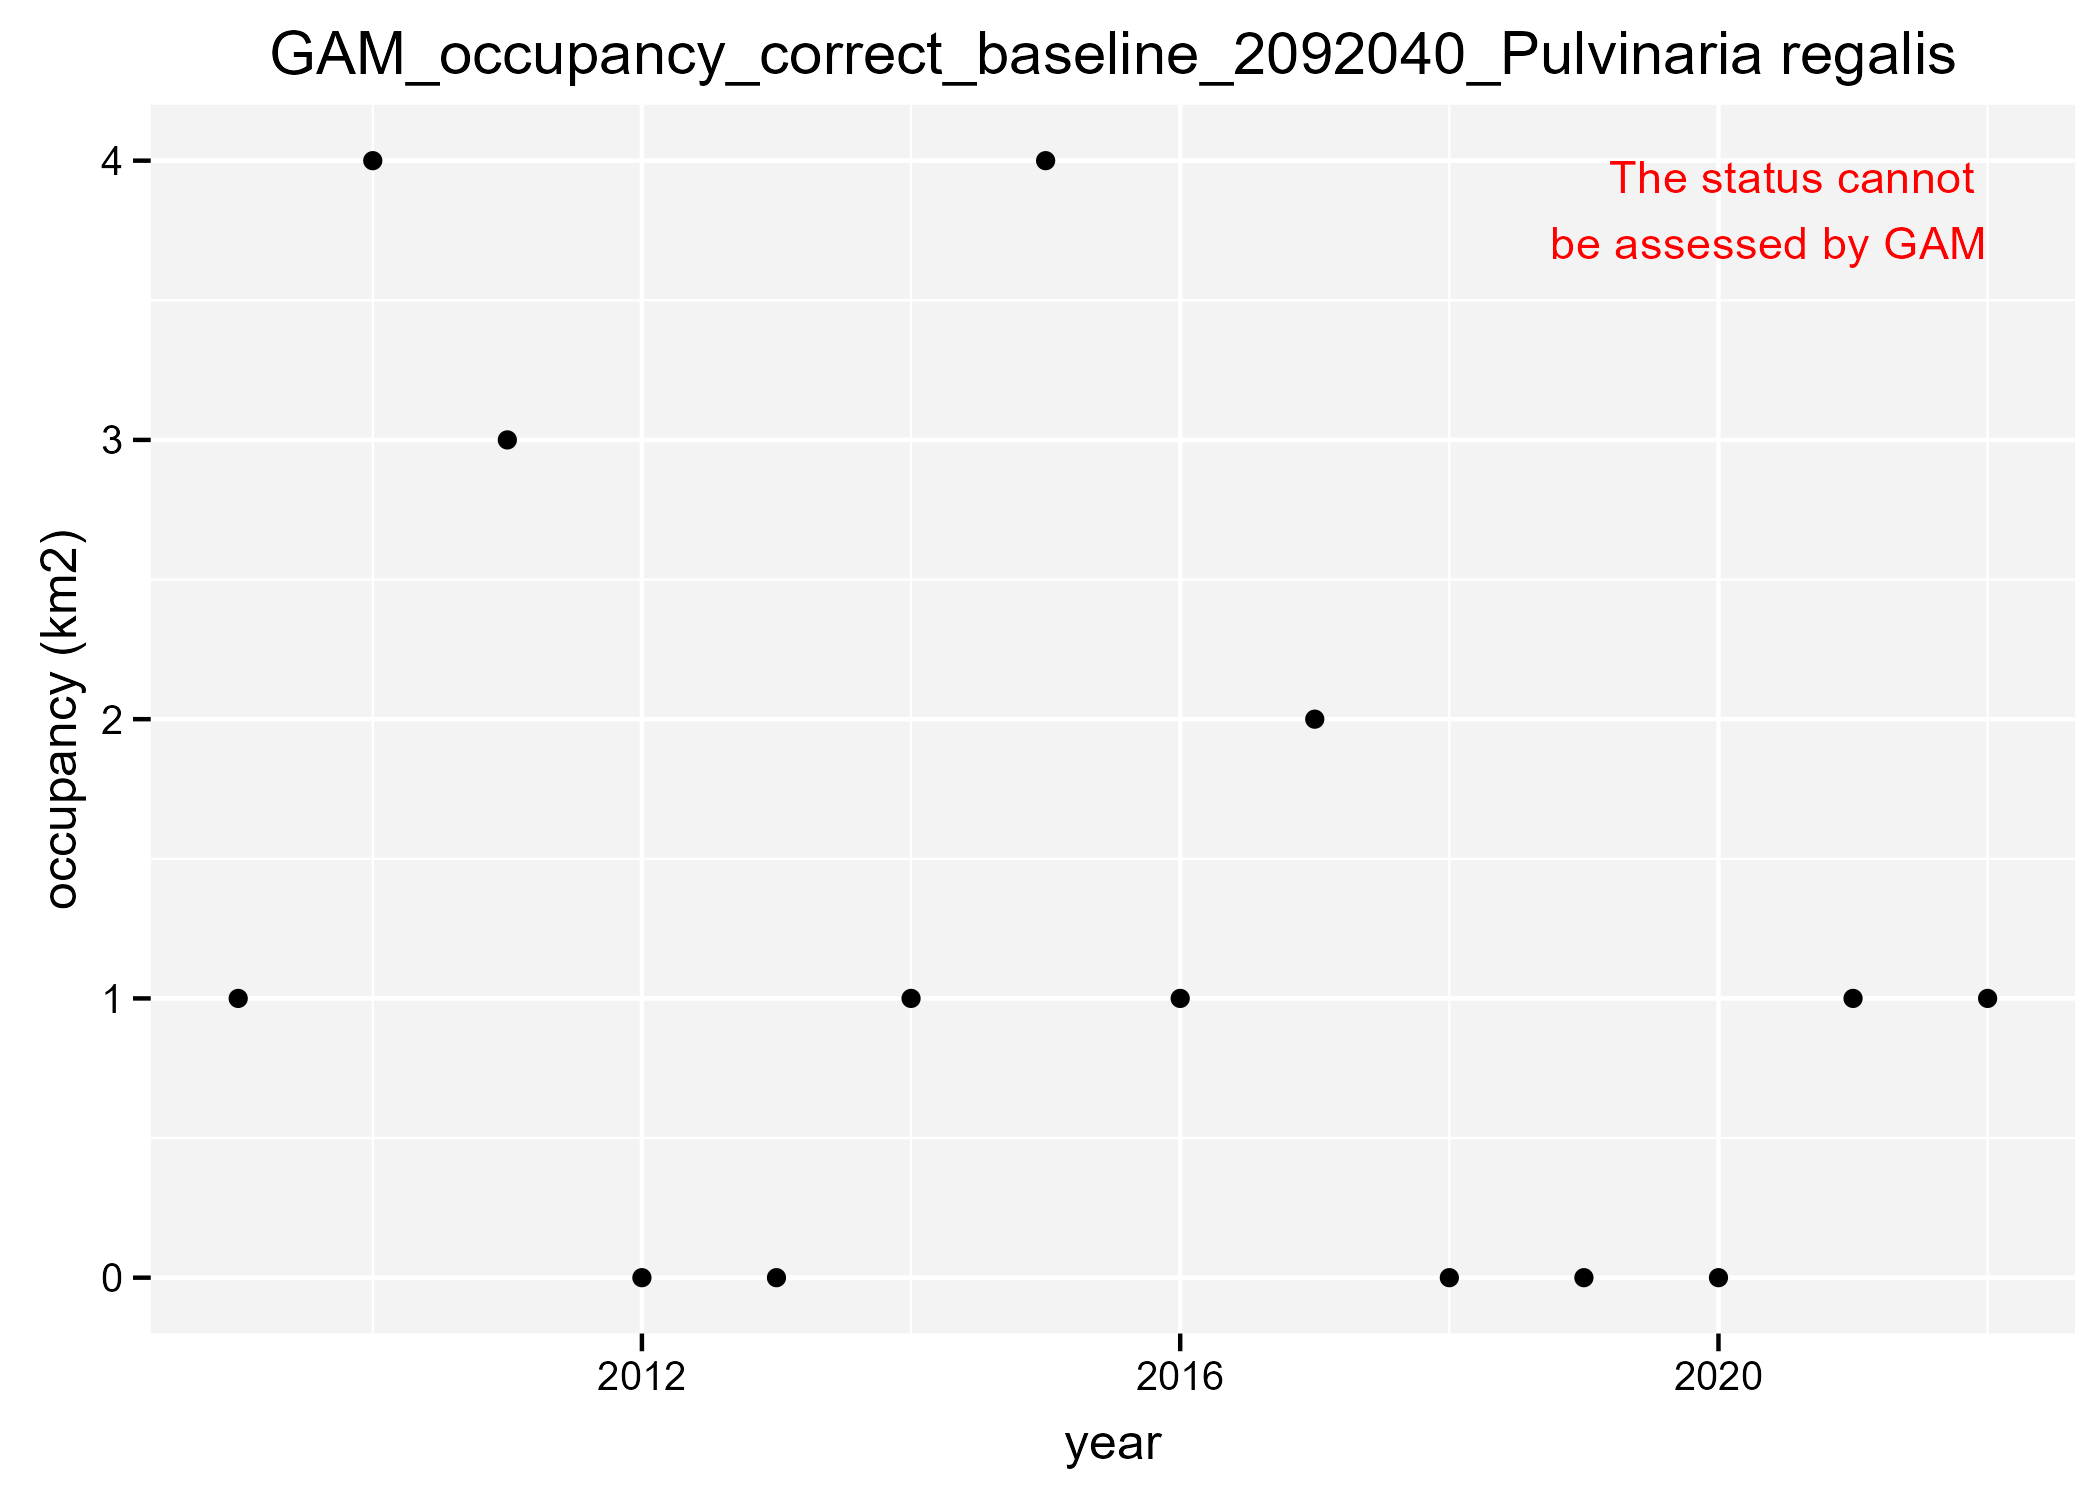 GAM_occupancy_correct_baseline_2092040_Pulvinaria regalis
The status cannot
be assessed by GAM
4
3
2
1
0
occupancy (km2)
2012 2016 2020
year